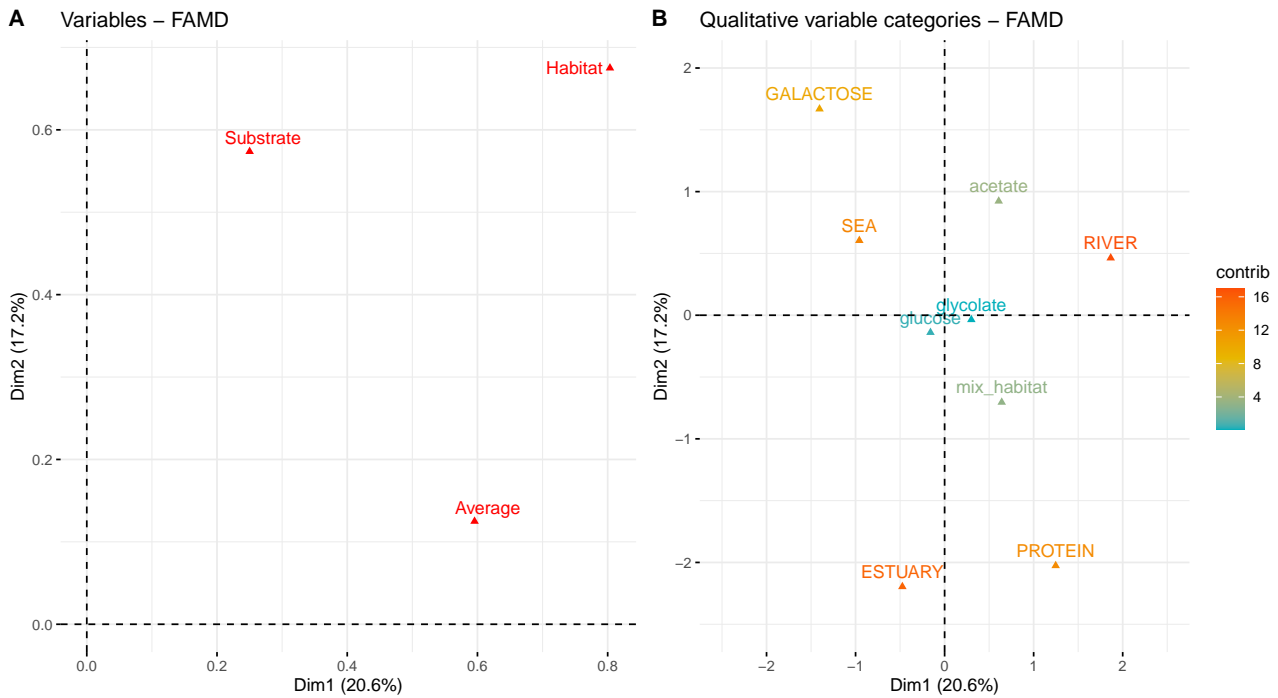 A
Variables – FAMD
Habitat
Substrate
Average
0.6
0.4
0.2
0.0
0.0
0.2
0.4
0.6
0.8
Dim2 (17.2%)
Dim1 (20.6%)
B
Qualitative variable categories – FAMD
GALACTOSE
acetate
SEA
RIVER
glycolate
glucose
mix_habitat
PROTEIN
ESTUARY
2
1
0
−1
−2
−2
−1
0
1
2
Dim2 (17.2%)
Dim1 (20.6%)
contrib
16
12
8
4